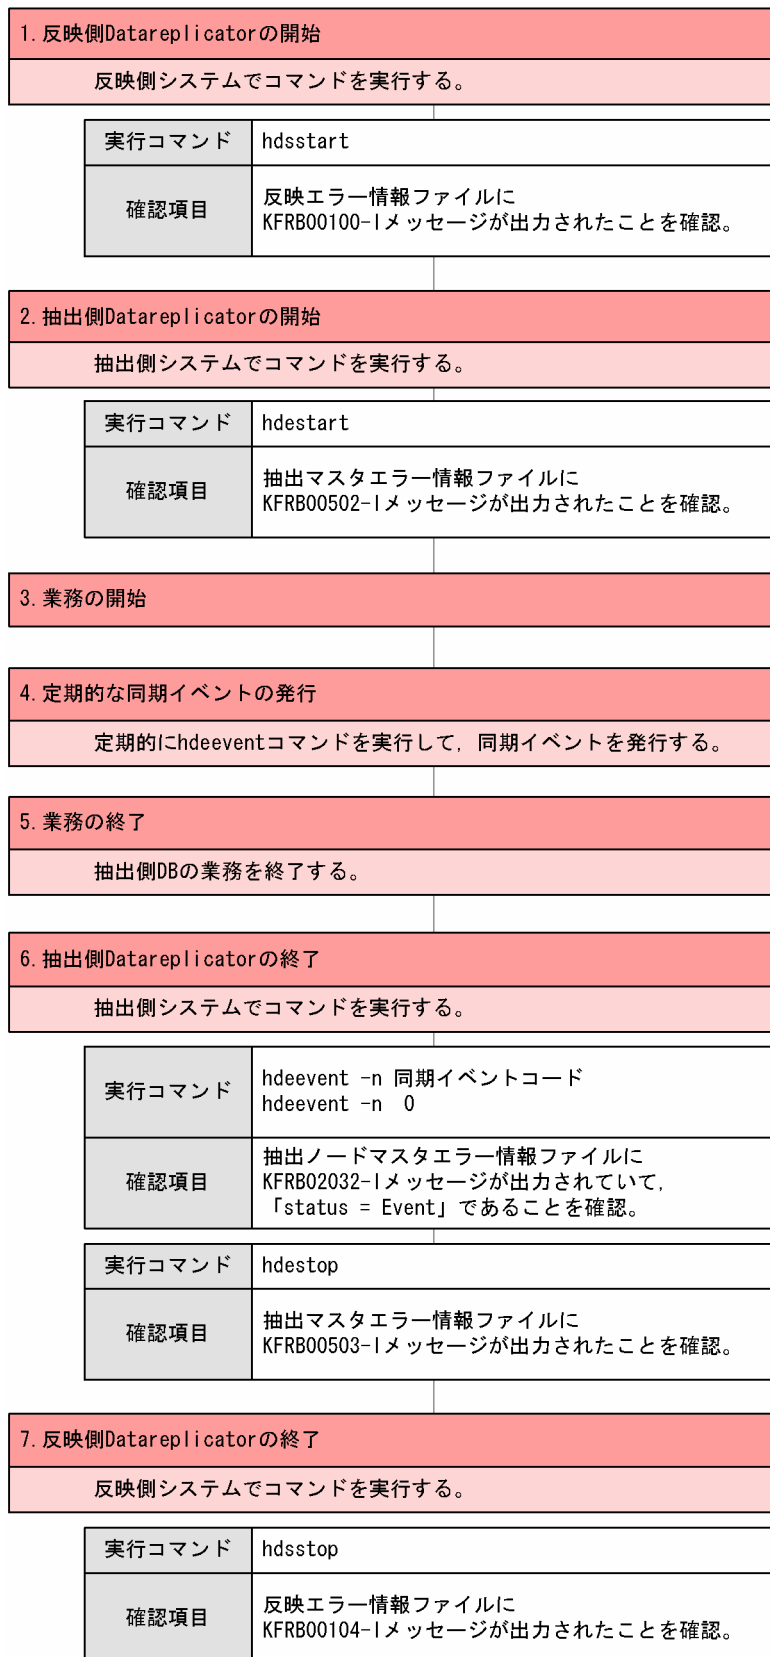 1.反映側Datareplicatorの開始
反映側システムでコマンドを実行する。
実行コマンド
hdsstart
確認項目
反映エラー情報ファイルに
KFRB00100-Iメッセージが出力されたことを確認。
2.抽出側Datareplicatorの開始
抽出側システムでコマンドを実行する。
実行コマンド
hdestart
確認項目
抽出マスタエラー情報ファイルに
KFRB00502-Iメッセージが出力されたことを確認。
3.業務の開始
4.定期的な同期イベントの発行
定期的にhdeeventコマンドを実行して，同期イベントを発行する。
5.業務の終了
抽出側DBの業務を終了する。
6.抽出側Datareplicatorの終了
抽出側システムでコマンドを実行する。
実行コマンド
hdeevent -n 同期イベントコード
hdeevent -n 0
確認項目
抽出ノードマスタエラー情報ファイルに
KFRB02032-Iメッセージが出力されていて，
「status = Event」であることを確認。
実行コマンド
hdestop
確認項目
抽出マスタエラー情報ファイルに
KFRB00503-Iメッセージが出力されたことを確認。
7.反映側Datareplicatorの終了
反映側システムでコマンドを実行する。
実行コマンド
hdsstop
確認項目
反映エラー情報ファイルに
KFRB00104-Iメッセージが出力されたことを確認。